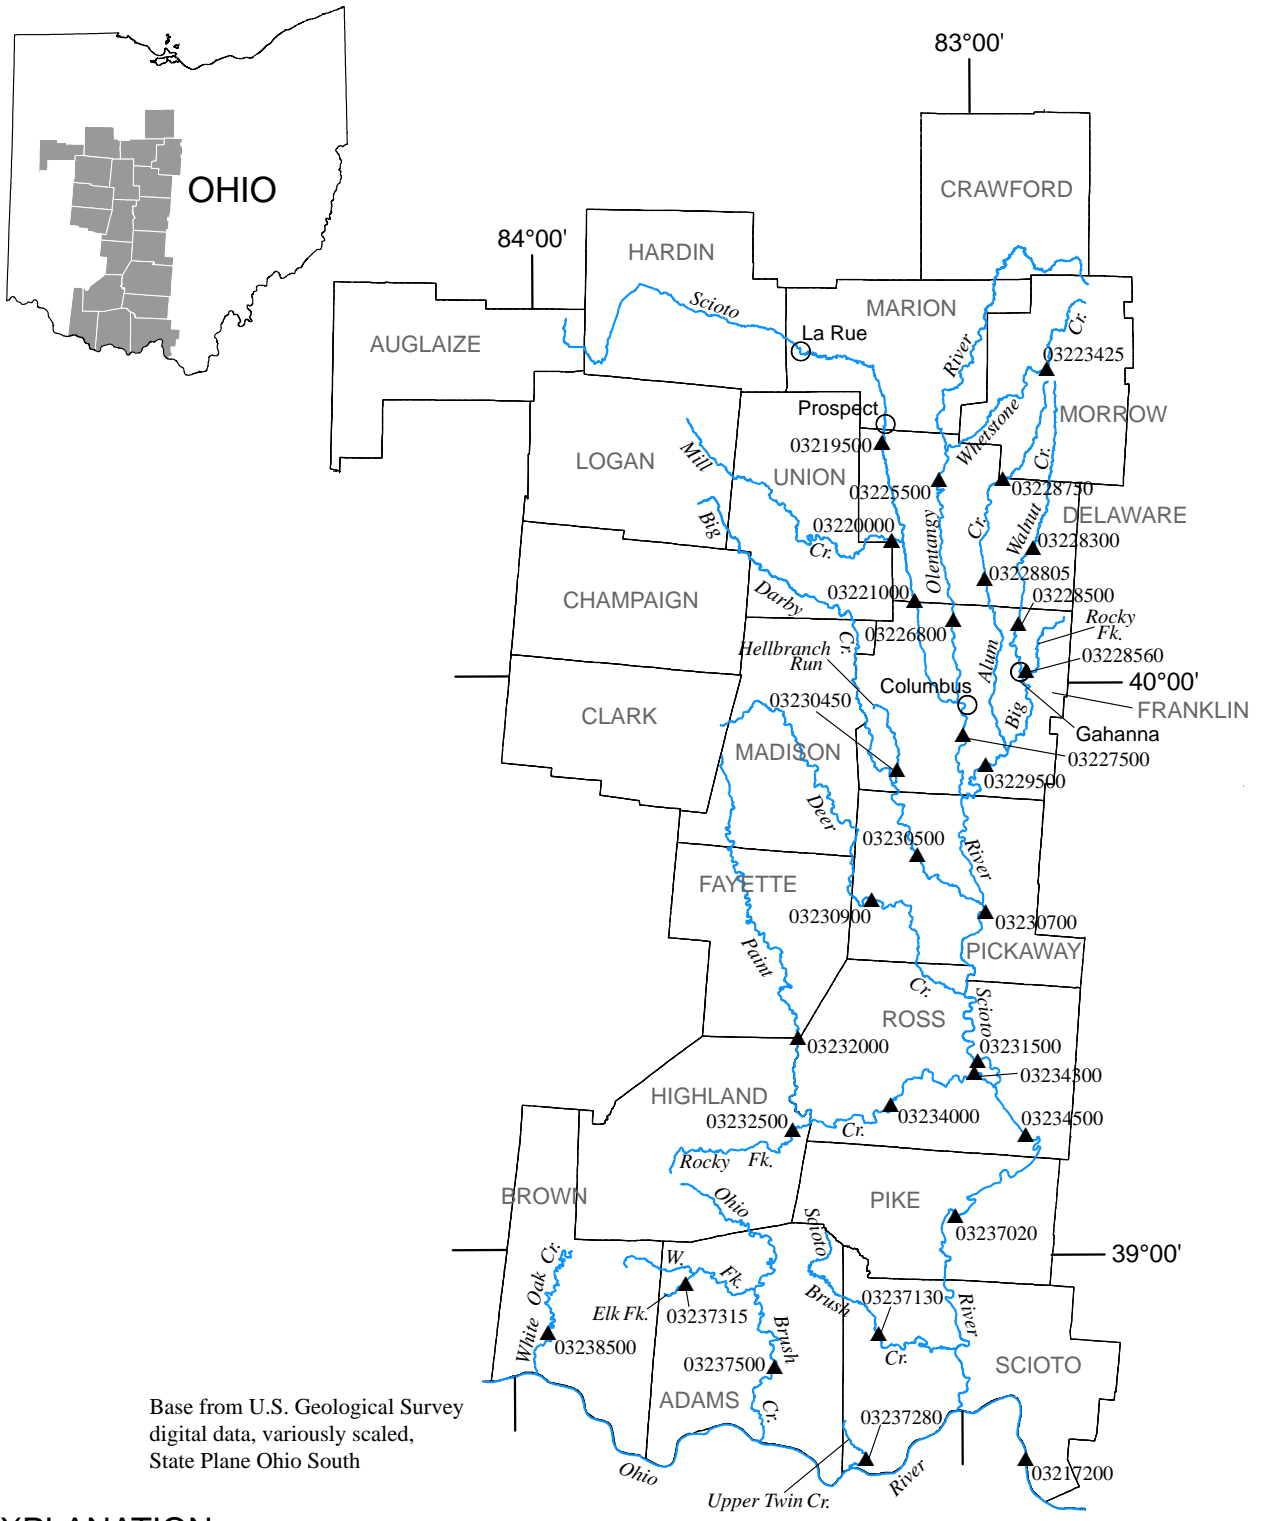 83°00'
CRAWFORD
OHIO
84°00'
HARDIN
Scioto
MARION
Cr.
AUGLAIZE
La Rue
River
03223425
Prospect
Whetstone
MORROW
03219500
Mill
LOGAN
UNION
Cr.
03225500
03228750
Big
DELAWARE
03220000
Cr.
Olentangy
Cr.
Walnut
03228300
03228805
CHAMPAIGN
Darby
03221000
03228500
03226800
Rocky
Fk.
Hellbranch
Run
Cr.
Alum
03228560
40°00'
Columbus
03230450
FRANKLIN
CLARK
Big
Gahanna
MADISON
03227500
03229500
Deer
03230500
River
FAYETTE
03230900
03230700
Paint
PICKAWAY
Cr.
Scioto
ROSS
03232000
03231500
03234300
HIGHLAND
03232500
03234000
03234500
Cr.
Rocky Fk.
BROWN
Ohio
PIKE
Scioto
03237020
39°00'
White Oak Cr.
W.
Fk.
Elk Fk.
03237315
Brush
03237130
River
Brush
03238500
03237500
Cr.
SCIOTO
ADAMS
Cr.
03237280
Base from U.S. Geological Survey
digital data, variously scaled,
State Plane Ohio South
Ohio
River
03217200
Upper Twin Cr.
XPLANATION